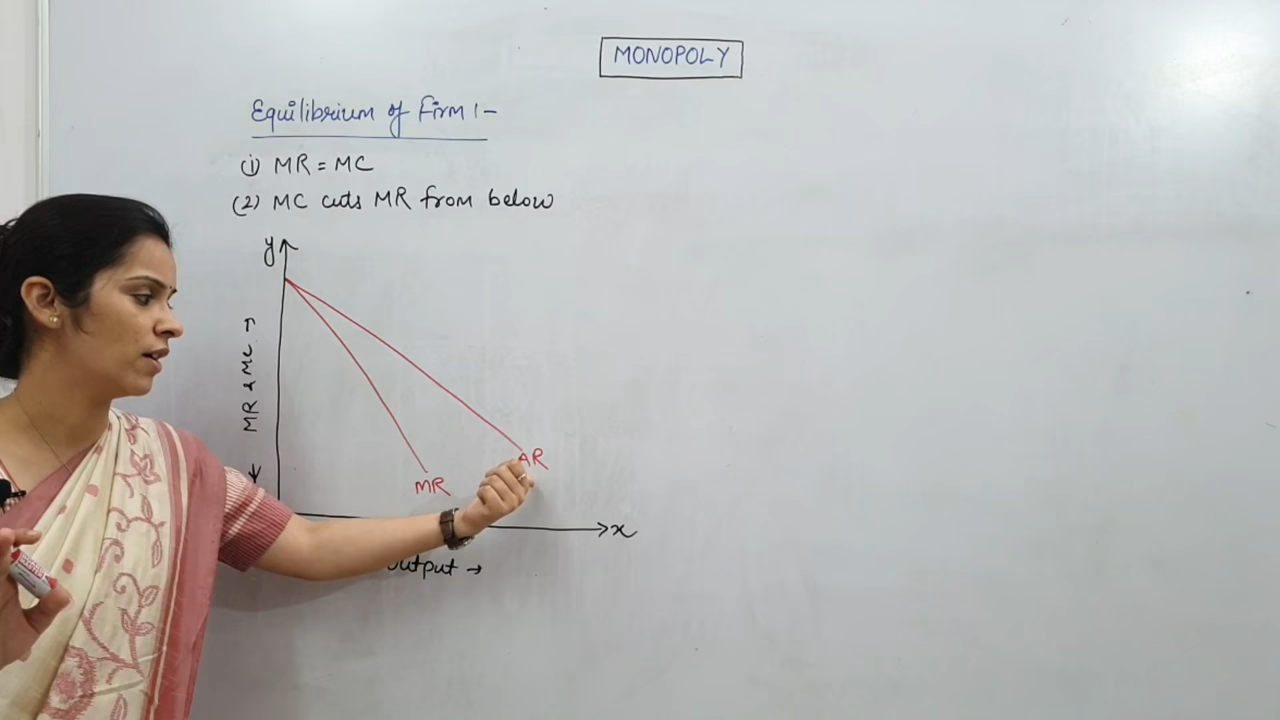 MONOPOLY
Equilibrium of Firm :-
(1) MR = MC
(2) MC cuts MR from below
y
← MR & MC →
AR
MR
x
output →